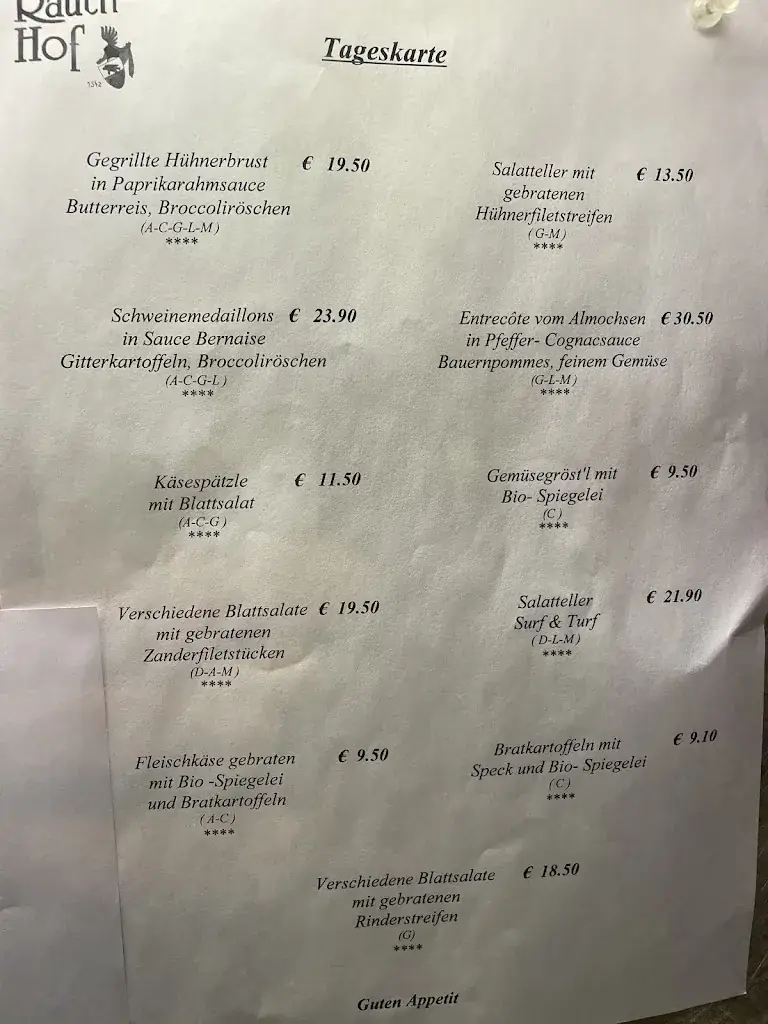 Rauch
Hof
1342
Tageskarte
Gegrillte Hühnerbrust € 19.50
in Paprikarahmsauce
Butterreis, Broccoliröschen
(A-C-G-L-M)
****
Salatteller mit € 13.50
gebratenen
Hühnerfiletstreifen
(G-M)
****
Schweinemedaillons € 23.90
in Sauce Bernaise
Gitterkartoffeln, Broccoliröschen
(A-C-G-L)
****
Entrecôte vom Almochsen € 30.50
in Pfeffer- Cognacsauce
Bauernpommes, feinem Gemüse
(G-L-M)
****
Käsespätzle € 11.50
mit Blattsalat
(A-C-G)
****
Gemüsegröst'l mit € 9.50
Bio- Spiegelei
(C)
****
Verschiedene Blattsalate € 19.50
mit gebratenen
Zanderfiletstücken
(D-A-M)
****
Salatteller € 21.90
Surf & Turf
(D-L-M)
****
Fleischkäse gebraten € 9.50
mit Bio -Spiegelei
und Bratkartoffeln
(A-C)
****
Bratkartoffeln mit € 9.10
Speck und Bio- Spiegelei
(C)
****
Verschiedene Blattsalate € 18.50
mit gebratenen
Rinderstreifen
(G)
****
Guten Appetit